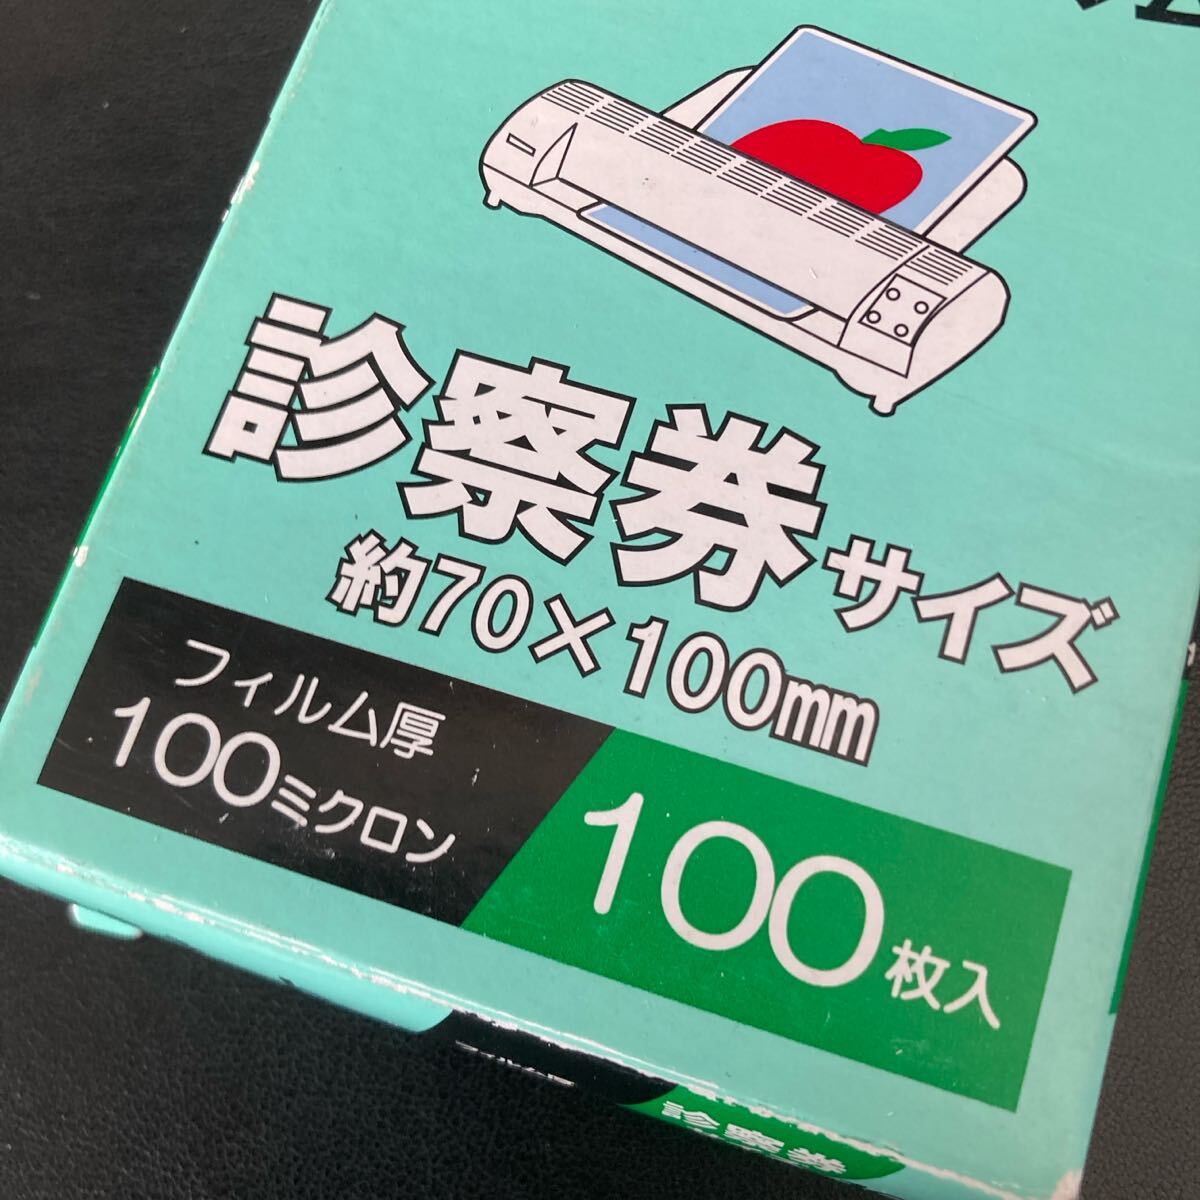 診察券サイズ
約70×100mm
フィルム厚
100ミクロン
100枚入
診察券